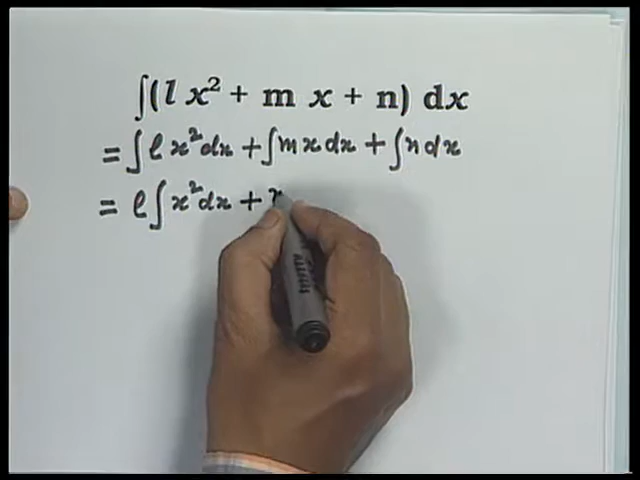 ∫(l x² + m x + n) dx
= ∫ l x² dx + ∫ m x dx + ∫ n dx
= l ∫ x² dx +